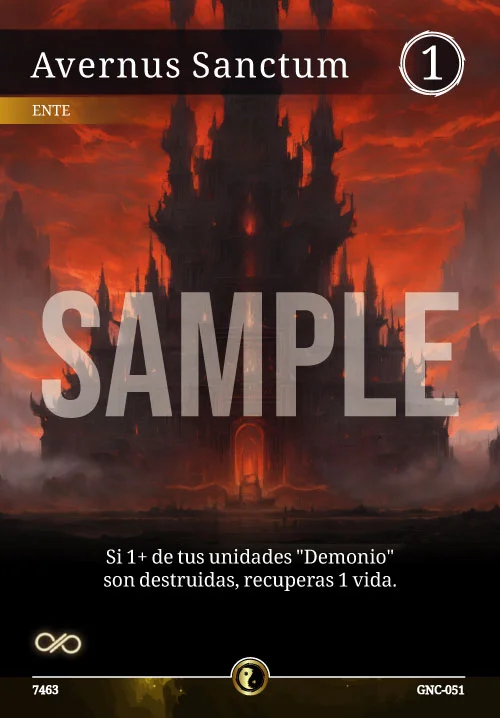 Avernus Sanctum
1
ENTE
SAMPLE
Si 1+ de tus unidades "Demonio"
son destruidas, recuperas 1 vida.
7463
GNC-051